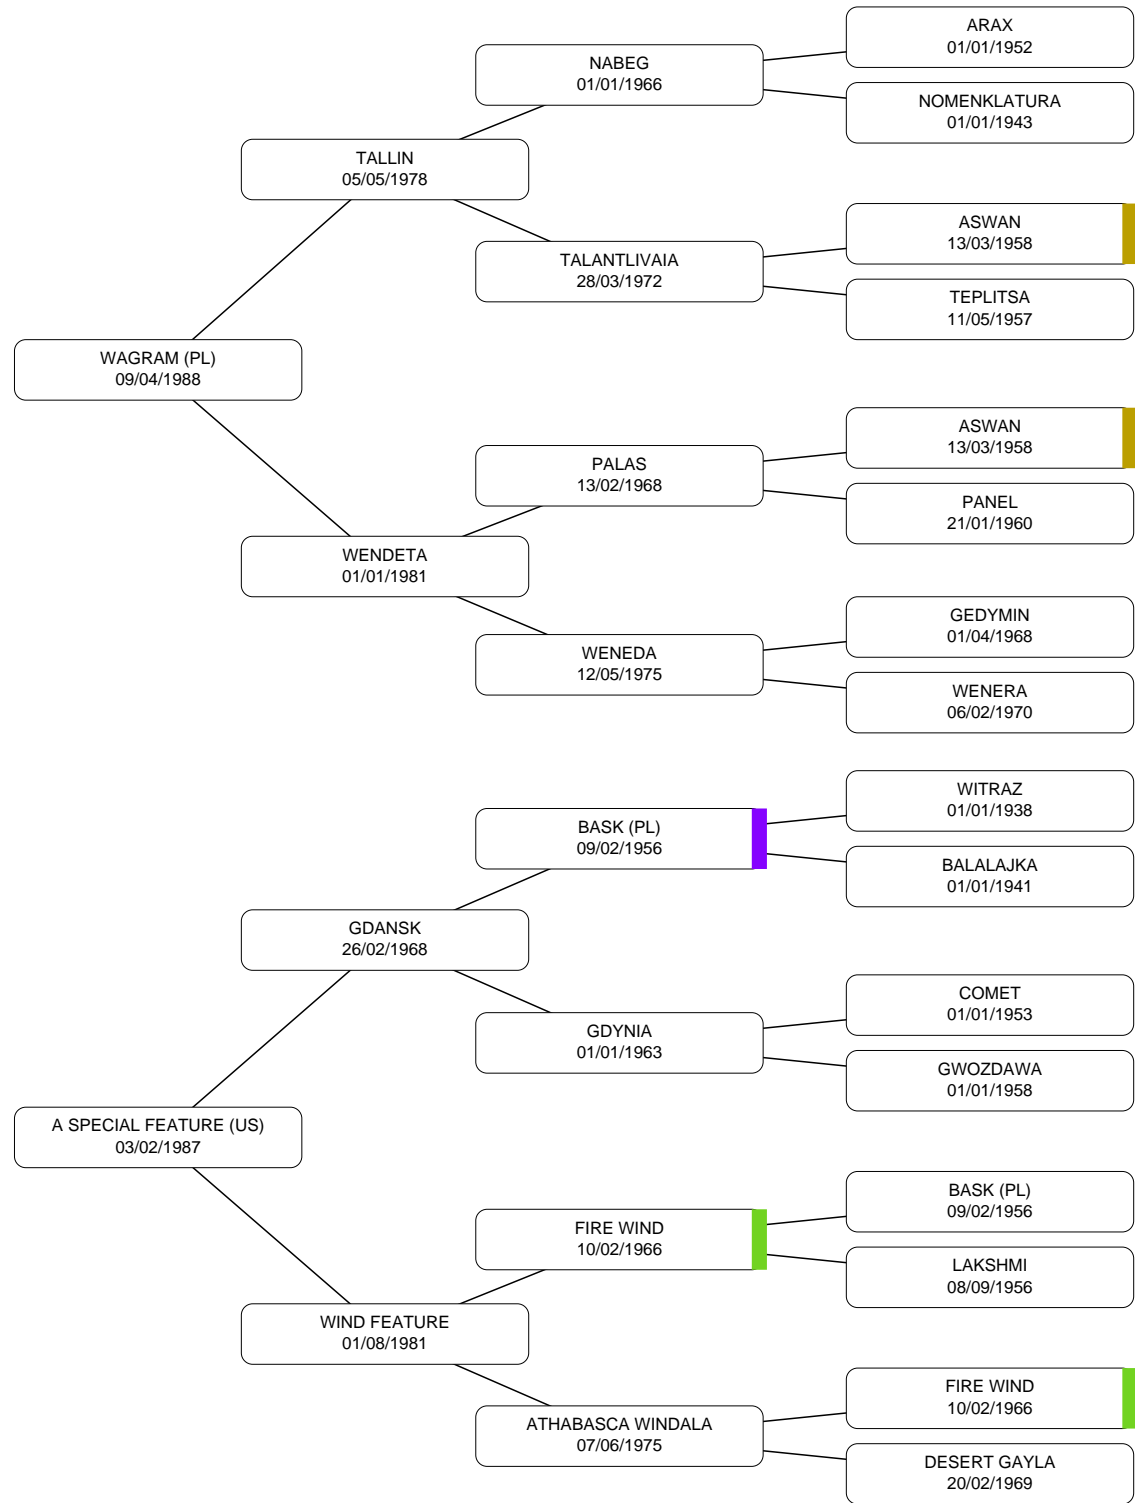 ARAX
01/01/1952
NABEG
01/01/1966
NOMENKLATURA
01/01/1943
TALLIN
05/05/1978
ASWAN
13/03/1958
TALANTLIVAIA
28/03/1972
TEPLITSA
11/05/1957
WAGRAM (PL)
09/04/1988
ASWAN
13/03/1958
PALAS
13/02/1968
PANEL
21/01/1960
WENDETA
01/01/1981
GEDYMIN
01/04/1968
WENEDA
12/05/1975
WENERA
06/02/1970
WITRAZ
01/01/1938
BASK (PL)
09/02/1956
BALALAJKA
01/01/1941
GDANSK
26/02/1968
COMET
01/01/1953
GDYNIA
01/01/1963
GWOZDAWA
01/01/1958
A SPECIAL FEATURE (US)
03/02/1987
BASK (PL)
09/02/1956
FIRE WIND
10/02/1966
LAKSHMI
08/09/1956
WIND FEATURE
01/08/1981
FIRE WIND
10/02/1966
ATHABASCA WINDALA
07/06/1975
DESERT GAYLA
20/02/1969